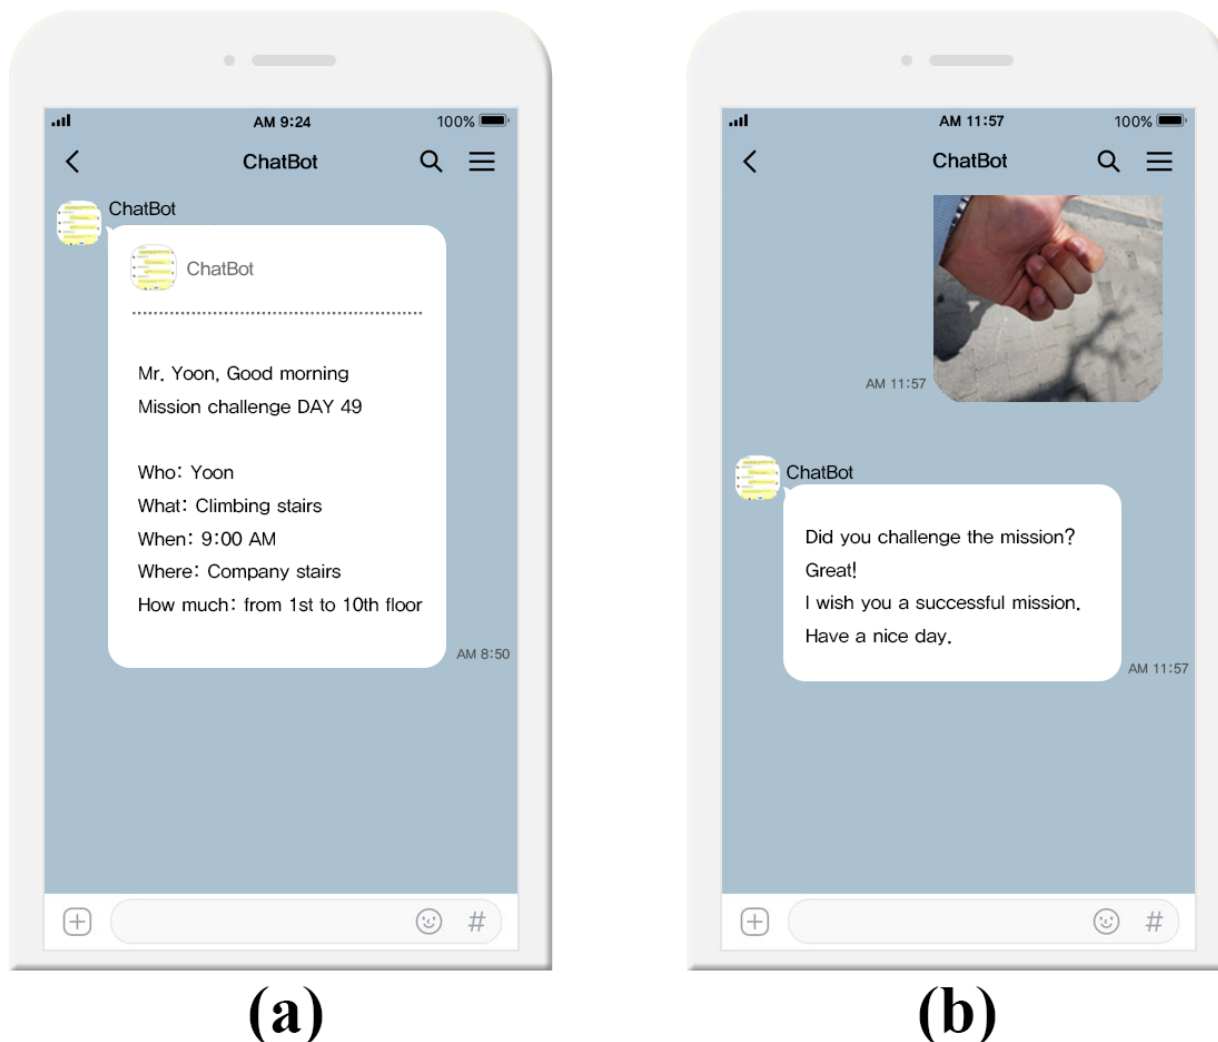 AM 9:24
100%
ChatBot
ChatBot
ChatBot
Mr. Yoon, Good morning
Mission challenge DAY 49
Who: Yoon
What: Climbing stairs
When: 9:00 AM
Where: Company stairs
How much: from 1st to 10th floor
AM 8:50
#
(a)
AM 11:57
100%
ChatBot
AM 11:57
ChatBot
Did you challenge the mission?
Great!
I wish you a successful mission.
Have a nice day.
AM 11:57
#
(b)